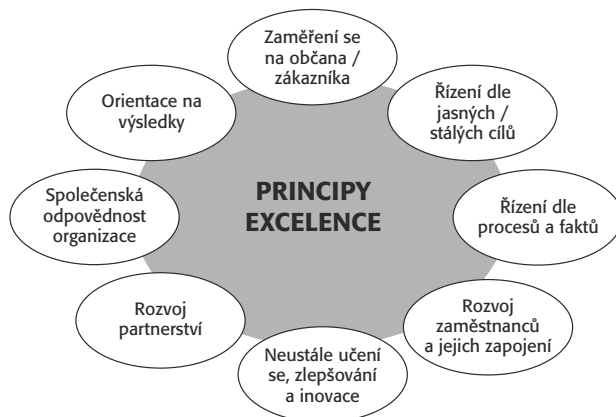 Zaměření se
na občana /
zákazníka
Orientace na
výsledky
Řízení dle
jasných /
stálých cílů
PRINCIPY
EXCELENCE
Společenská
odpovědnost
organizace
Řízení dle
procesů a faktů
Rozvoj
partnerství
Rozvoj
zaměstnanců
a jejich zapojení
Neustále učení
se, zlepšování
a inovace